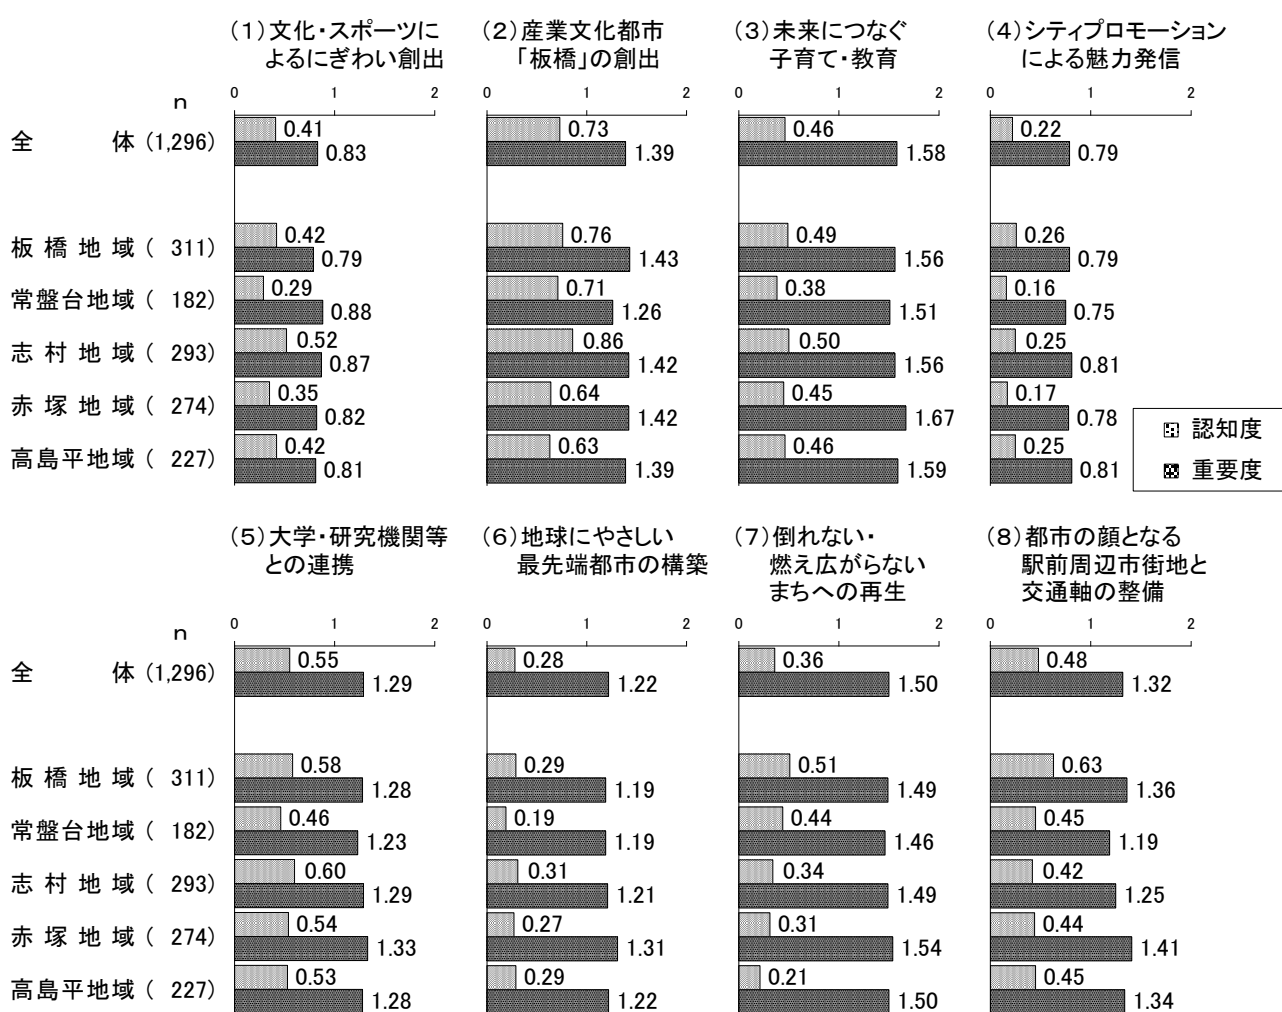 (1)文化・スポーツに
よるにぎわい創出
(2)産業文化都市
「板橋」の創出
(3)未来につなぐ
子育て・教育
(4)シティプロモーション
による魅力発信
0 1 2 0 1 2 0 1 2 0 1 2
n
全 体 (1,296)
0.41 0.73 0.46 0.22
0.83 1.39 1.58 0.79
板 橋 地 域 ( 311)
0.42 0.76 0.49 0.26
0.79 1.43 1.56 0.79
常盤台地域 ( 182)
0.29 0.71 0.38 0.16
0.88 1.26 1.51 0.75
志 村 地 域 ( 293)
0.52 0.86 0.50 0.25
0.87 1.42 1.56 0.81
赤 塚 地 域 ( 274)
0.35 0.64 0.45 0.17
0.82 1.42 1.67 0.78
高島平地域 ( 227)
0.42 0.63 0.46 0.25
0.81 1.39 1.59 0.81
認知度
重要度
(5)大学・研究機関等
との連携
(6)地球にやさしい
最先端都市の構築
(7)倒れない・
燃え広がらない
まちへの再生
(8)都市の顔となる
駅前周辺市街地と
交通軸の整備
0 1 2 0 1 2 0 1 2 0 1 2
n
全 体 (1,296)
0.55 0.28 0.36 0.48
1.29 1.22 1.50 1.32
板 橋 地 域 ( 311)
0.58 0.29 0.51 0.63
1.28 1.19 1.49 1.36
常盤台地域 ( 182)
0.46 0.19 0.44 0.45
1.23 1.19 1.46 1.19
志 村 地 域 ( 293)
0.60 0.31 0.34 0.42
1.29 1.21 1.49 1.25
赤 塚 地 域 ( 274)
0.54 0.27 0.31 0.44
1.33 1.31 1.54 1.41
高島平地域 ( 227)
0.53 0.29 0.21 0.45
1.28 1.22 1.50 1.34